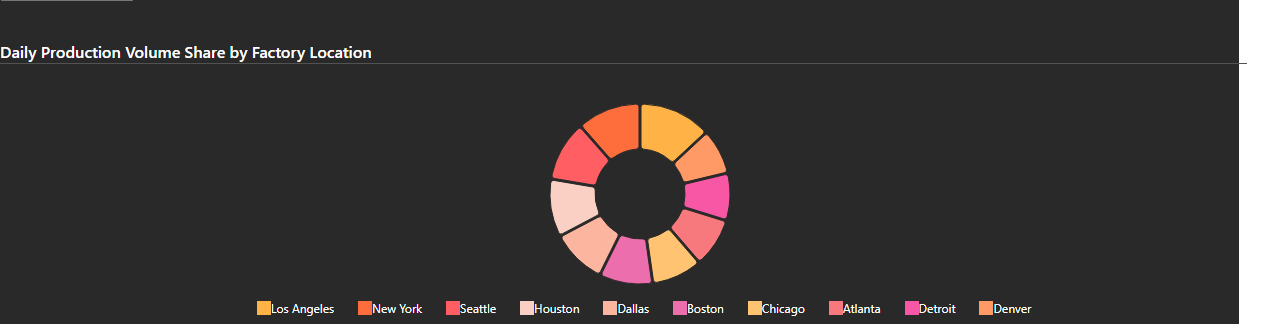 Daily Production Volume Share by Factory Location
Los Angeles New York Seattle Houston Dallas Boston Chicago Atlanta Detroit Denver